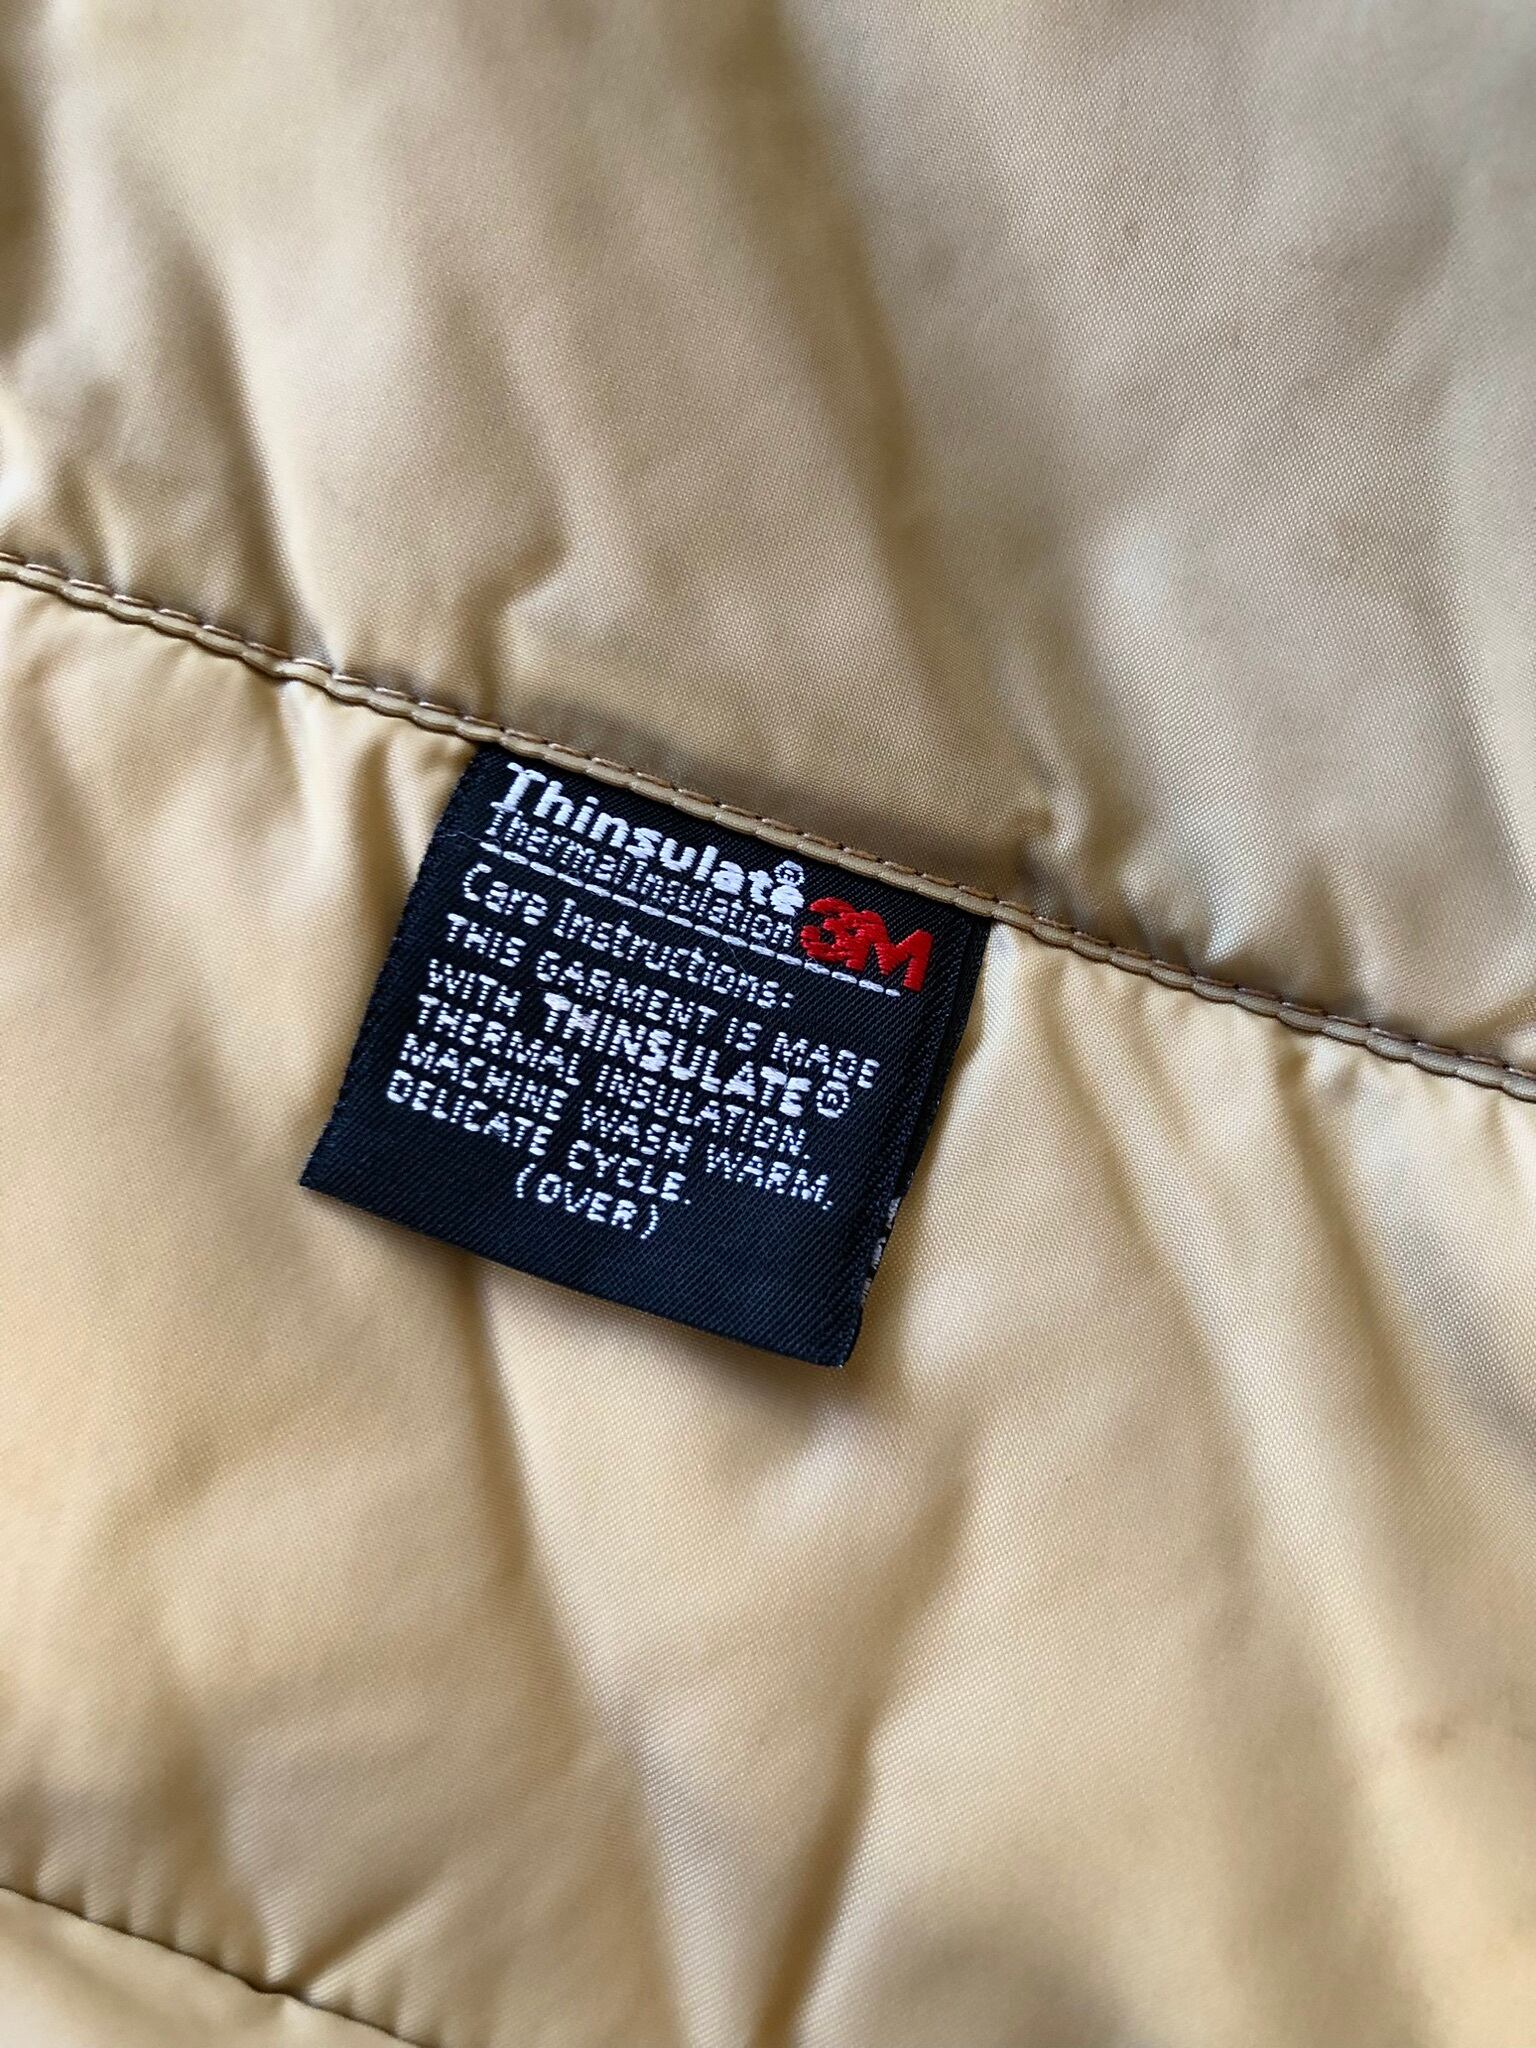 Thinsulate®
Thermal Insulation 3M
Care Instructions:
THIS GARMENT IS MADE
WITH THINSULATE®
THERMAL INSULATION.
MACHINE WASH WARM,
DELICATE CYCLE.
(OVER)